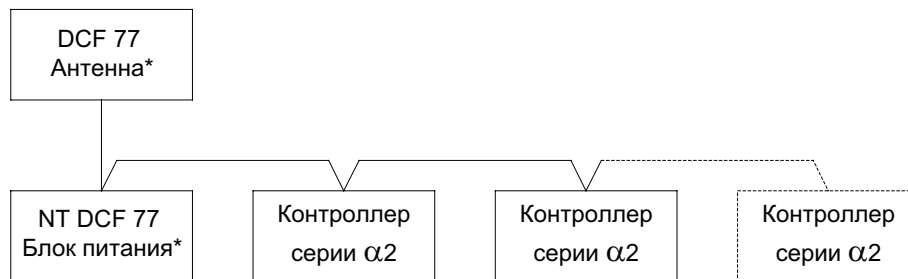 DCF 77
Антенна*
NT DCF 77
Блок питания*
Контроллер
серии α2
Контроллер
серии α2
Контроллер
серии α2